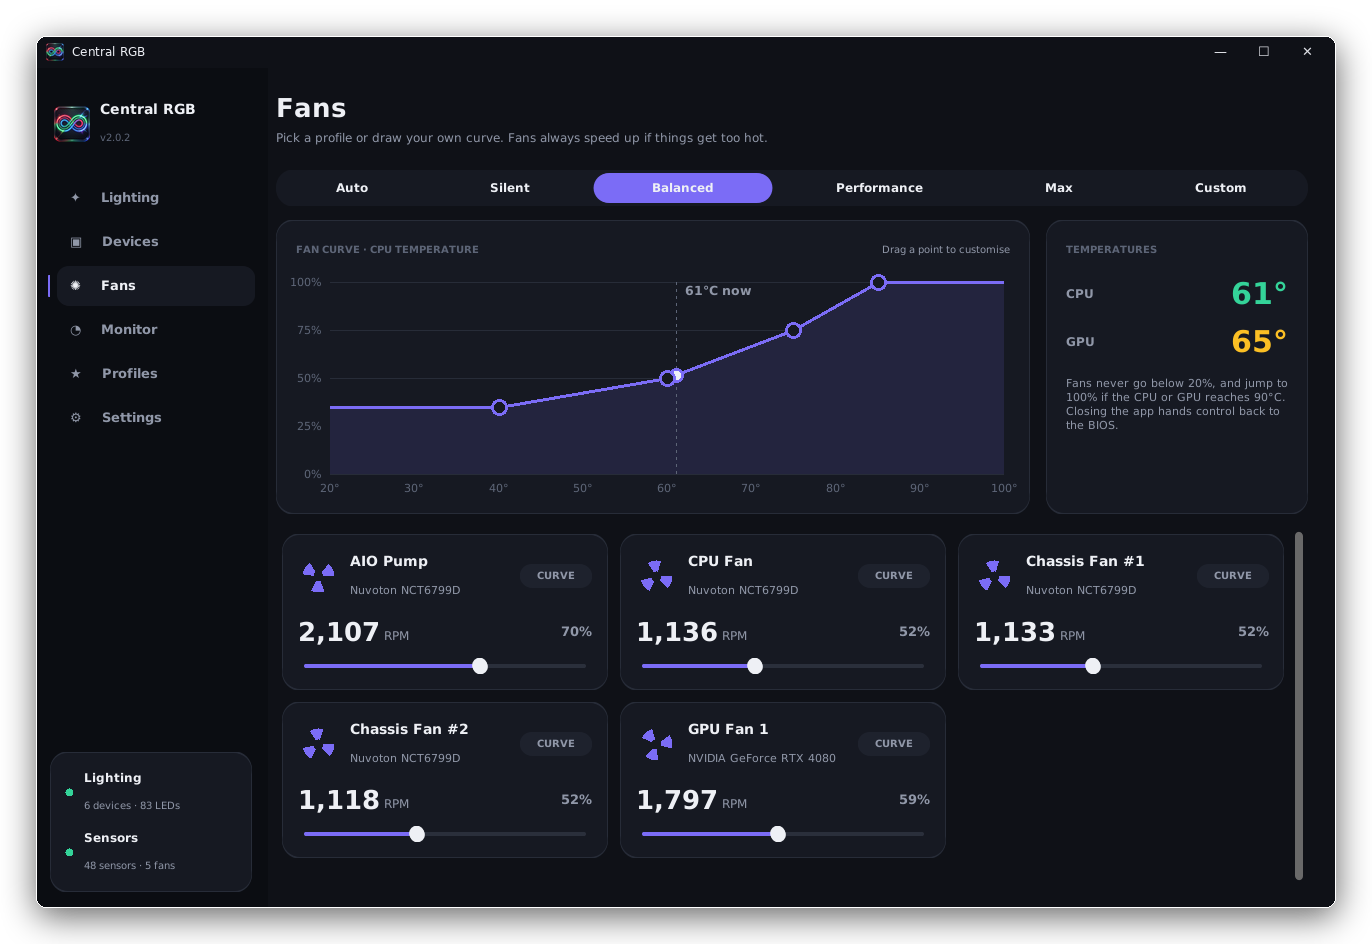 Central RGB
Central RGB
v2.0.2
Lighting
Devices
Fans
Monitor
Profiles
Settings
Lighting
6 devices · 83 LEDs
Sensors
48 sensors · 5 fans
Fans
Pick a profile or draw your own curve. Fans always speed up if things get too hot.
Auto Silent Balanced Performance Max Custom
FAN CURVE · CPU TEMPERATURE
Drag a point to customise
100%
75%
50%
25%
0%
61°C now
20° 30° 40° 50° 60° 70° 80° 90° 100°
TEMPERATURES
CPU 61°
GPU 65°
Fans never go below 20%, and jump to
100% if the CPU or GPU reaches 90°C.
Closing the app hands control back to
the BIOS.
AIO Pump
Nuvoton NCT6799D
CURVE
2,107 RPM 70%
CPU Fan
Nuvoton NCT6799D
CURVE
1,136 RPM 52%
Chassis Fan #1
Nuvoton NCT6799D
CURVE
1,133 RPM 52%
Chassis Fan #2
Nuvoton NCT6799D
CURVE
1,118 RPM 52%
GPU Fan 1
NVIDIA GeForce RTX 4080
CURVE
1,797 RPM 59%